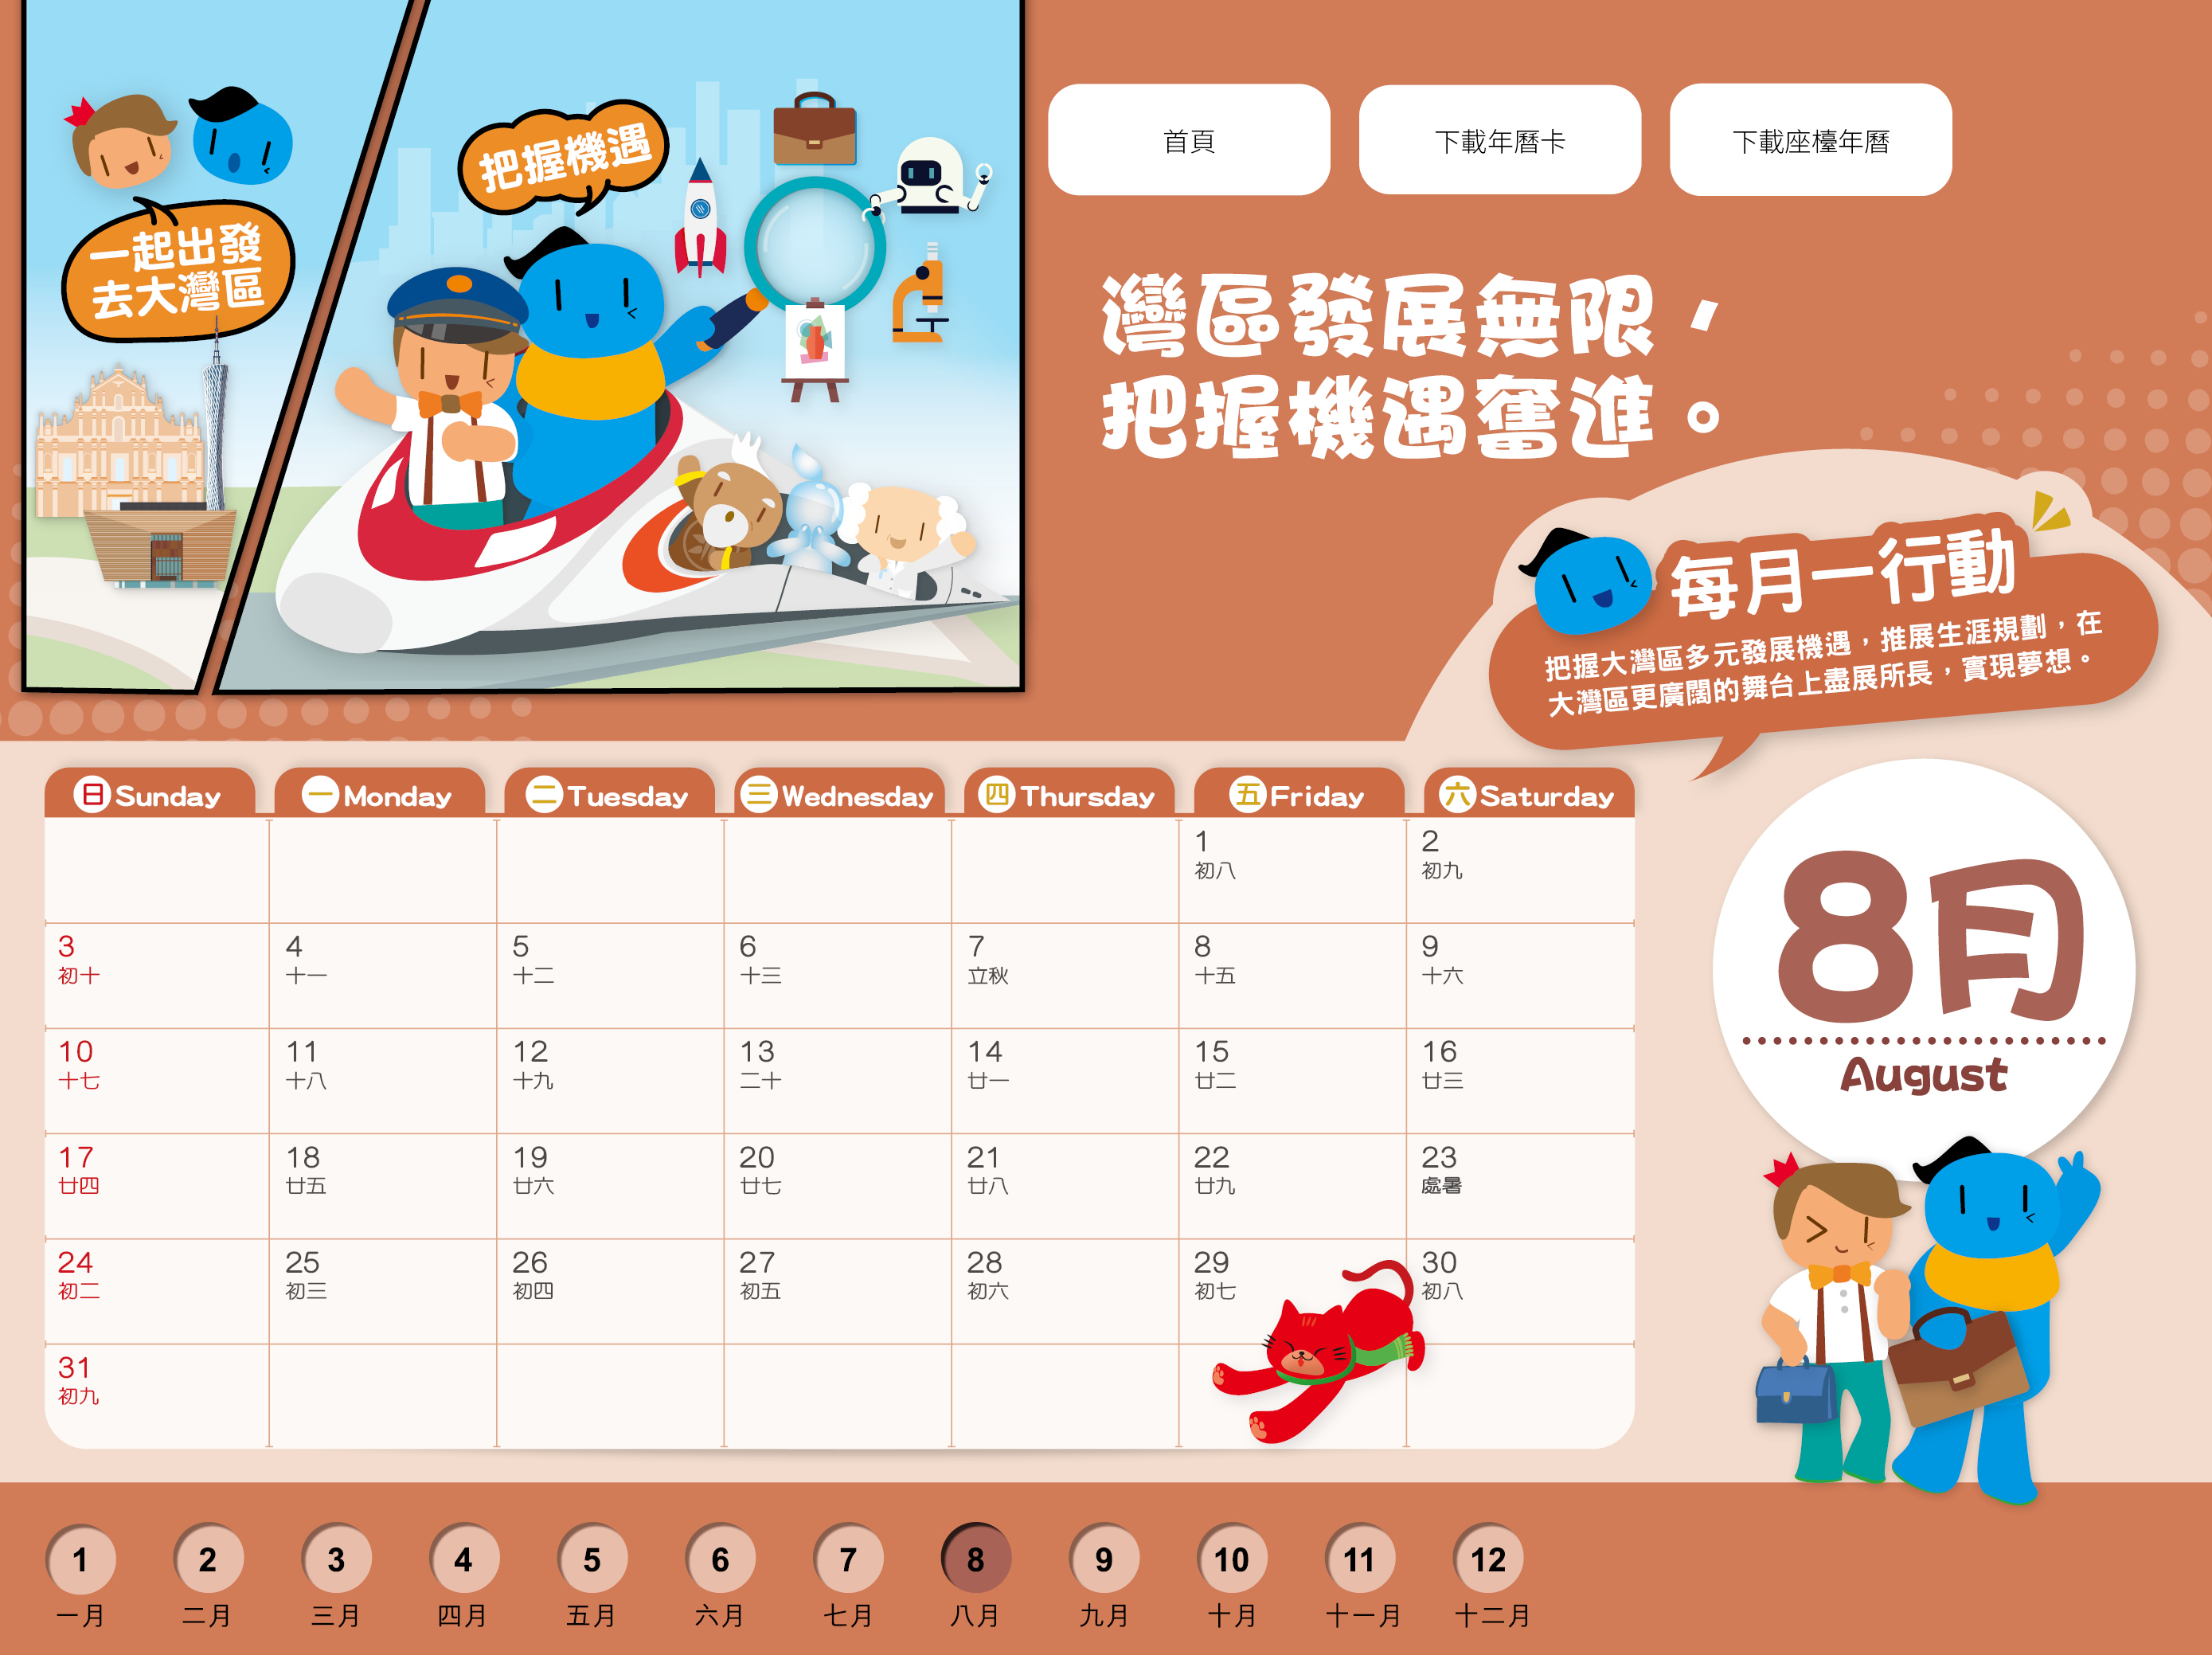 一起出發
去大灣區
把握機遇
首頁
下載年曆卡
下載座檯年曆
灣區發展無限，
把握機遇奮進。
每月一行動
把握大灣區多元發展機遇，推展生涯規劃，在
大灣區更廣闊的舞台上盡展所長，實現夢想。
日 Sunday 一 Monday 二 Tuesday 三 Wednesday 四 Thursday 五 Friday 六 Saturday
1 2
初八 初九
3 4 5 6 7 8 9
初十 十一 十二 十三 立秋 十五 十六
10 11 12 13 14 15 16
十七 十八 十九 二十 廿一 廿二 廿三
17 18 19 20 21 22 23
廿四 廿五 廿六 廿七 廿八 廿九 處暑
24 25 26 27 28 29 30
初二 初三 初四 初五 初六 初七 初八
31
初九
8月
August
1 2 3 4 5 6 7 8 9 10 11 12
一月 二月 三月 四月 五月 六月 七月 八月 九月 十月 十一月 十二月